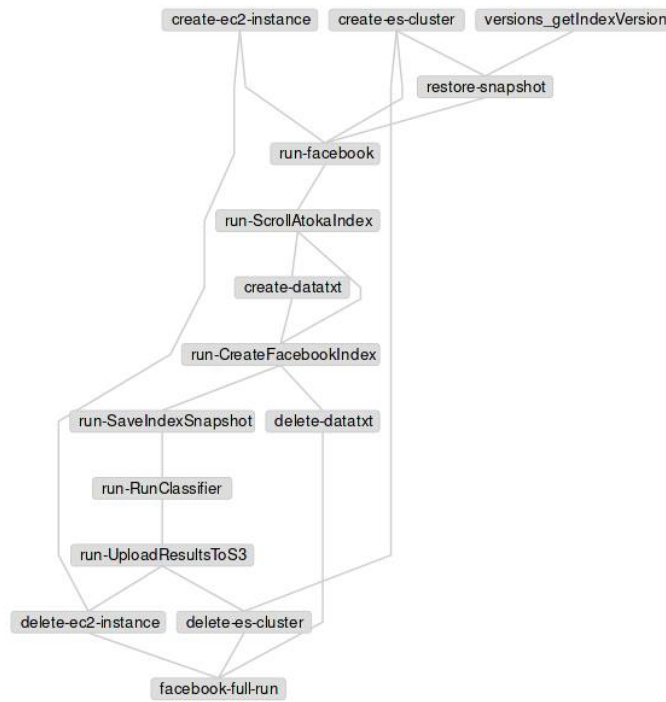 create-ec2-instance
create-es-cluster
versions_getIndexVersion
restore-snapshot
run-facebook
run-ScrollAtokaIndex
create-datatxt
run-CreateFacebookIndex
run-SaveIndexSnapshot
delete-datatxt
run-RunClassifier
run-UploadResultsToS3
delete-ec2-instance
delete-es-cluster
facebook-full-run